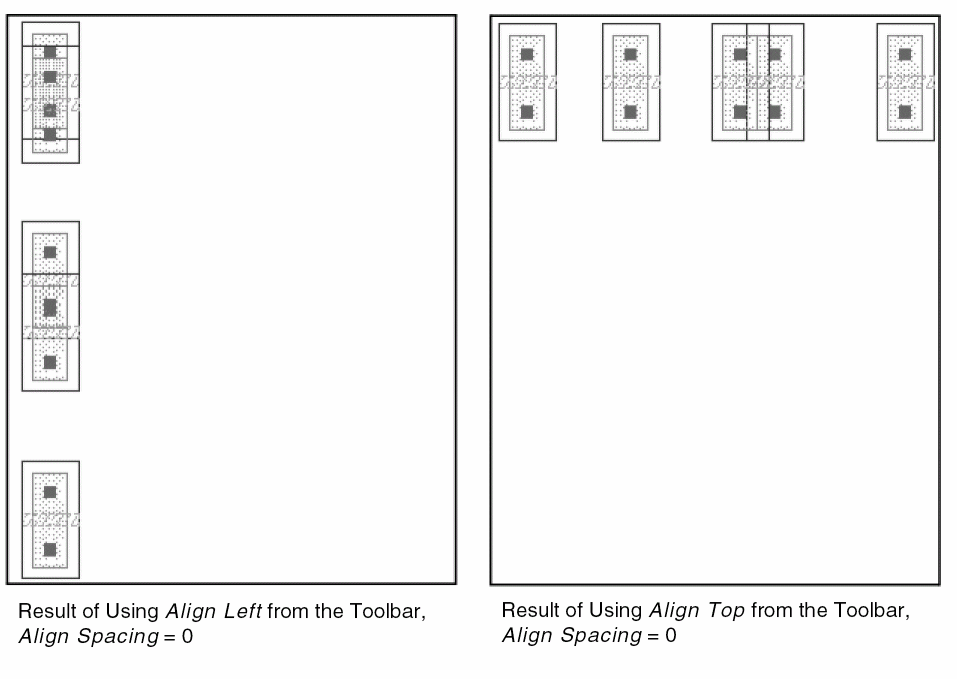 Result of Using Align Left from the Toolbar,
Align Spacing = 0
Result of Using Align Top from the Toolbar,
Align Spacing = 0